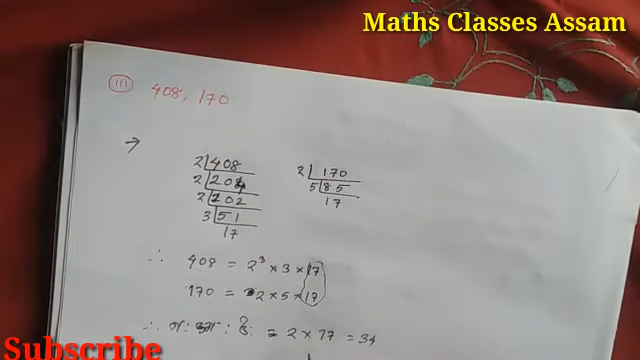 Maths Classes Assam
(iii) 408, 170
→
2 | 408
2 | 204
2 | 102
3 | 51
17
2 | 170
5 | 85
17
∴ 408 = 2³ × 3 × 17
170 = 2 × 5 × 17
∴ = 2 × 17 = 34
Subscribe